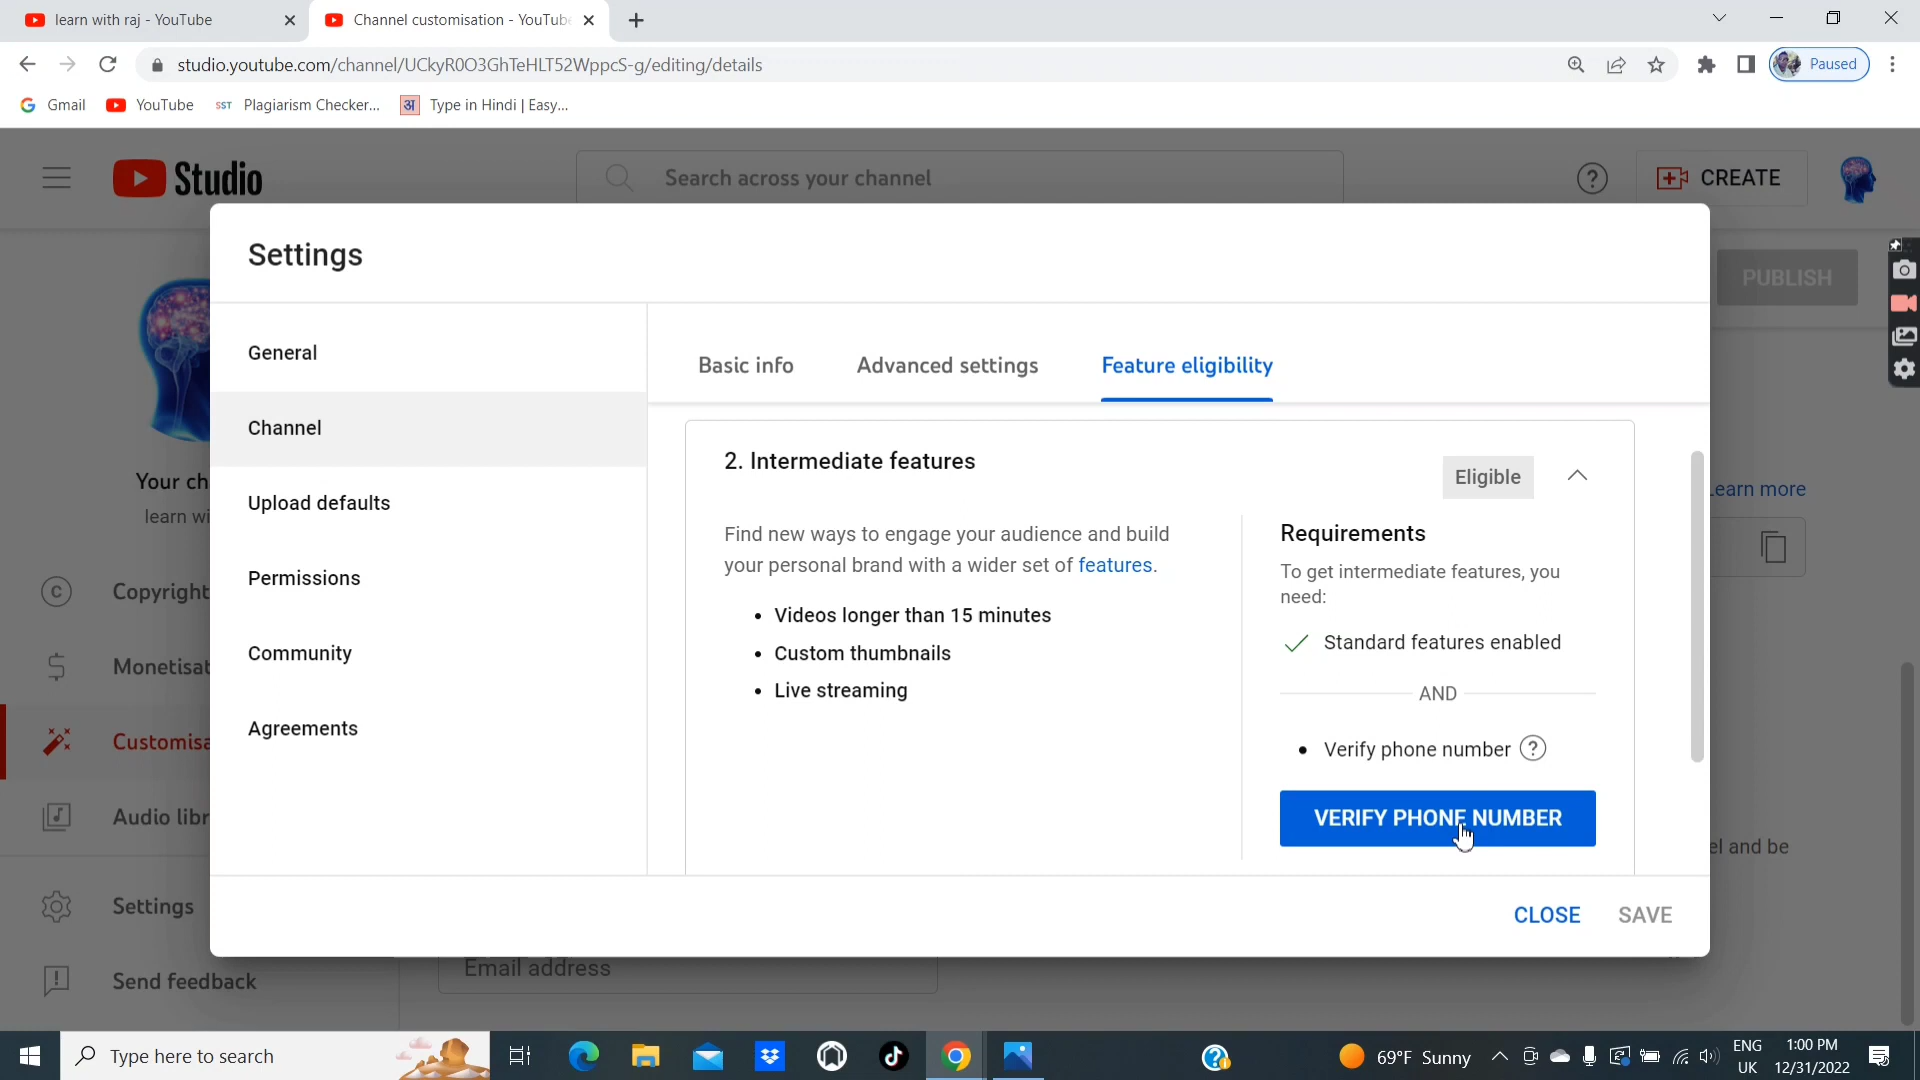 learn with raj - YouTube
Channel customisation - YouTub
studio.youtube.com/channel/UCkyR0O3GhTeHLT52WppcS-g/editing/details
Paused
Gmail
YouTube
SST Plagiarism Checker...
अ Type in Hindi | Easy...
Studio
Search across your channel
CREATE
Settings
PUBLISH
General
Basic info
Advanced settings
Feature eligibility
Channel
2. Intermediate features
Eligible
Your ch
learn wi
earn more
Upload defaults
Find new ways to engage your audience and build
your personal brand with a wider set of features.
Requirements
To get intermediate features, you
need:
Permissions
Copyright
Videos longer than 15 minutes
Custom thumbnails
Live streaming
Standard features enabled
AND
Community
Monetisat
Agreements
Customisa
Verify phone number
VERIFY PHONE NUMBER
Audio libr
el and be
Settings
CLOSE
SAVE
Email address
Send feedback
Type here to search
69°F Sunny
ENG
UK
1:00 PM
12/31/2022